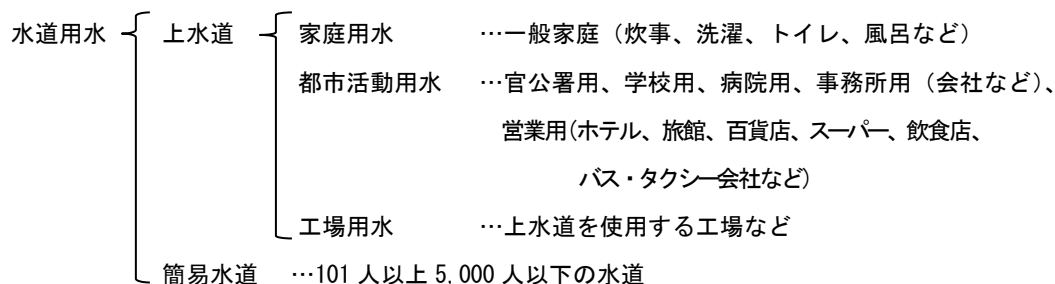 水道用水 上水道 家庭用水 …一般家庭（炊事、洗濯、トイレ、風呂など）
都市活動用水 …官公署用、学校用、病院用、事務所用（会社など）、
営業用(ホテル、旅館、百貨店、スーパー、飲食店、
バス・タクシー会社など)
工場用水 …上水道を使用する工場など
簡易水道 …101 人以上 5,000 人以下の水道